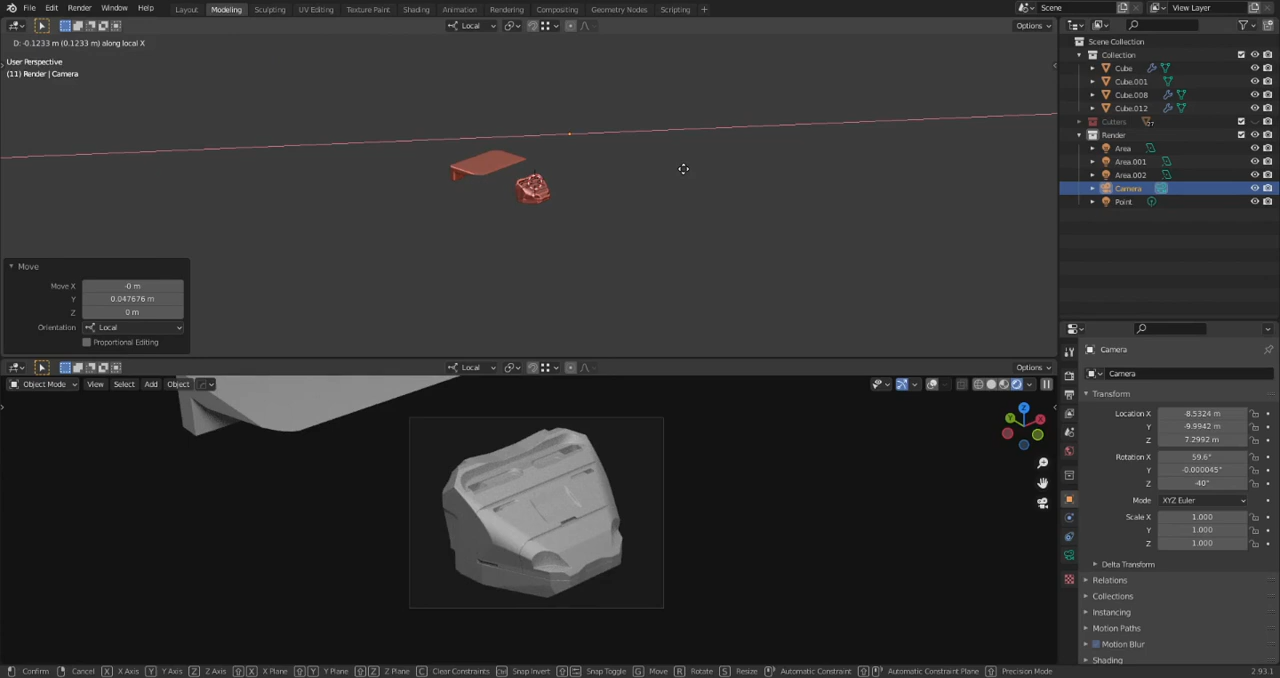 File Edit Render Window Help Layout Modeling Sculpting UV Editing Texture Paint Shading Animation Rendering Compositing Geometry Nodes Scripting + Scene View Layer
Local Options
D: -0.1233 m (0.1233 m) along local X
User Perspective
(11) Render | Camera
Move
Move X -0 m
Y 0.047676 m
Z 0 m
Orientation Local
Proportional Editing
Local Options
Object Mode View Select Add Object
Z
Y X
Scene Collection
Collection
Cube
Cube.001
Cube.008
Cube.012
Cutters
Render
Area
Area.001
Area.002
Camera
Point
Camera
Camera
Transform
Location X -8.5324 m
Y -9.9942 m
Z 7.2992 m
Rotation X 59.6°
Y -0.000045°
Z -40°
Mode XYZ Euler
Scale X 1.000
Y 1.000
Z 1.000
Delta Transform
Relations
Collections
Instancing
Motion Paths
Motion Blur
Shading
Confirm Cancel X X Axis Y Y Axis Z Z Axis X X Plane Y Y Plane Z Z Plane C Clear Constraints Snap Invert Snap Toggle G Move R Rotate S Resize Automatic Constraint Automatic Constraint Plane Precision Mode 2.93.1